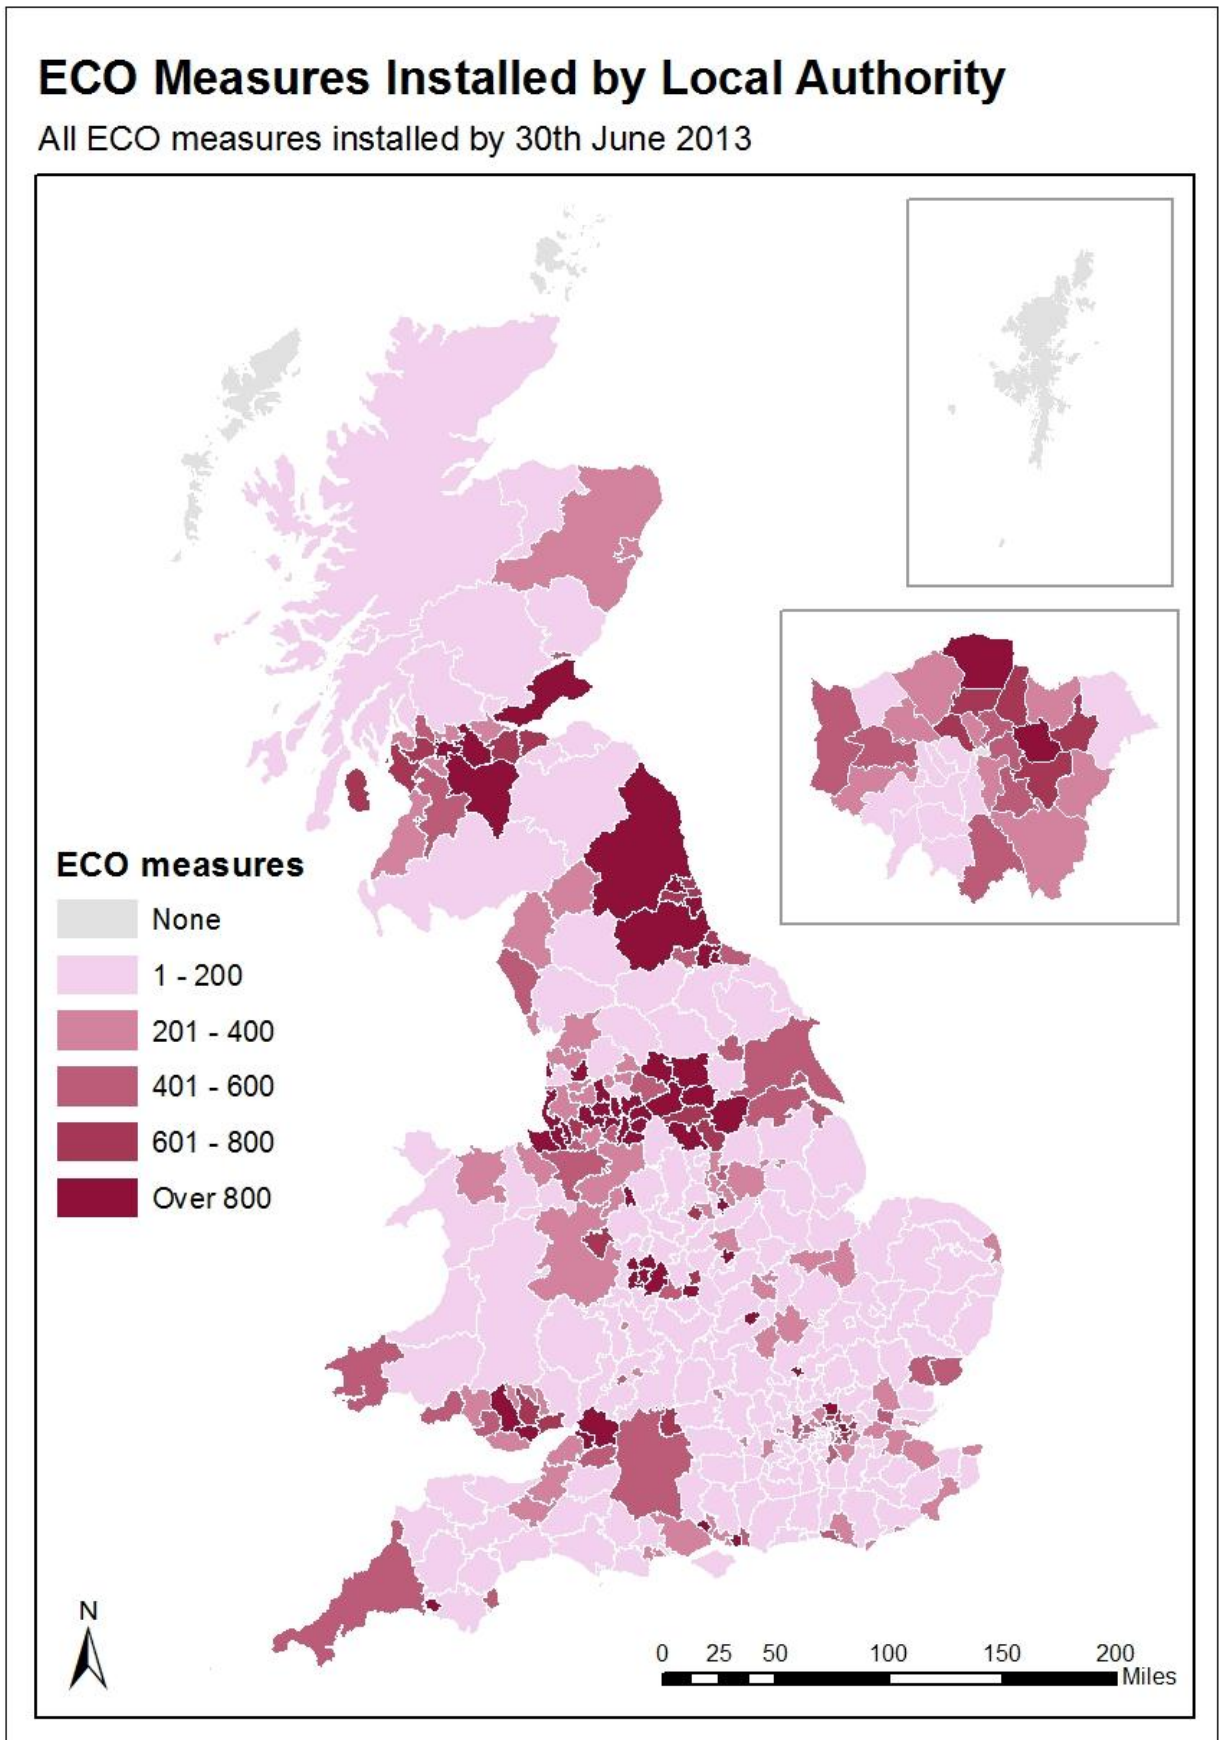 ECO Measures Installed by Local Authority
All ECO measures installed by 30th June 2013
ECO measures
None
1 - 200
201 - 400
401 - 600
601 - 800
Over 800
N
0 25 50 100 150 200
Miles